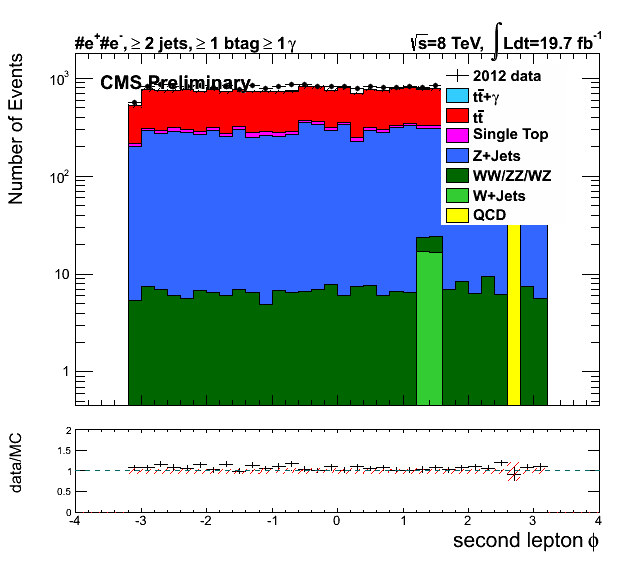 #e⁺#e⁻, ≥ 2 jets, ≥ 1 btag ≥ 1 γ
√s=8 TeV, ∫Ldt=19.7 fb⁻¹
CMS Preliminary
2012 data
tt̄+γ
tt̄
Single Top
Z+Jets
WW/ZZ/WZ
W+Jets
QCD
Number of Events
10³
10²
10
1
data/MC
2
1.5
1
0.5
0
-4 -3 -2 -1 0 1 2 3 4
second lepton ϕ